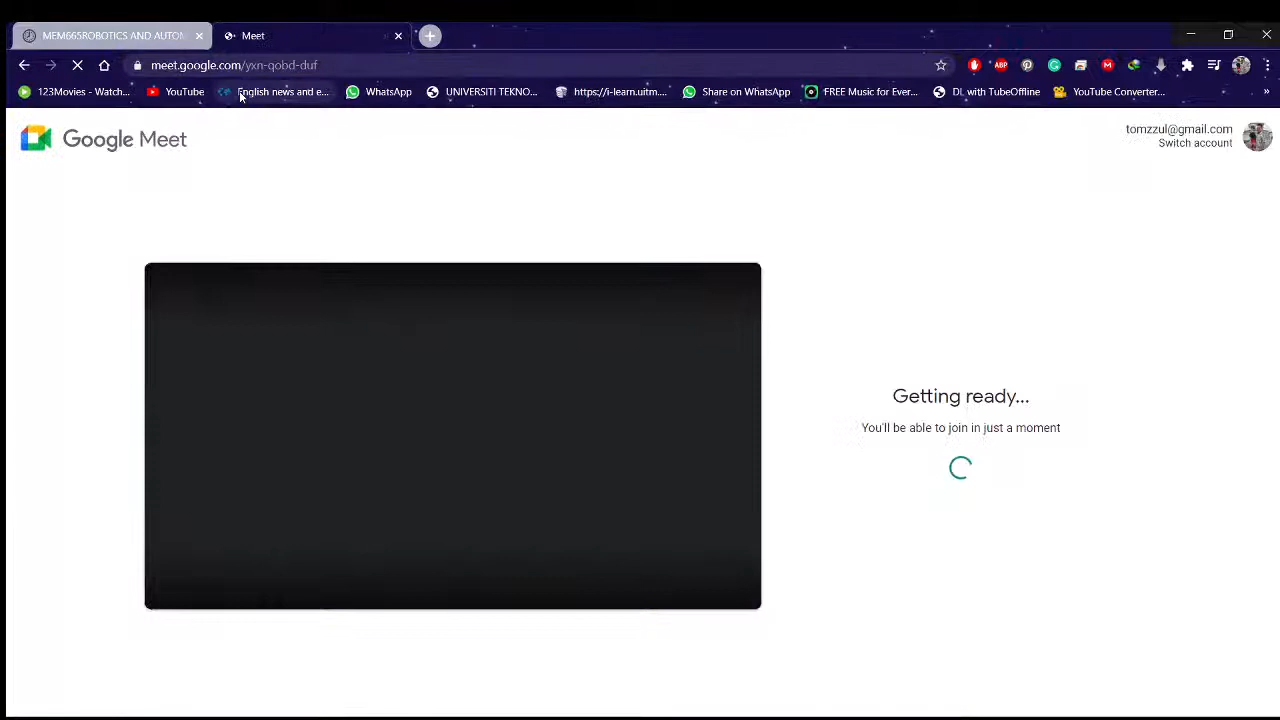 MEM665ROBOTICS AND AUTOM
Meet
meet.google.com/yxn-qobd-duf
123Movies - Watch...
YouTube
English news and e...
WhatsApp
UNIVERSITI TEKNO...
https://i-learn.uitm....
Share on WhatsApp
FREE Music for Ever...
DL with TubeOffline
YouTube Converter...
»
ABP
Google Meet
tomzzul@gmail.com
Switch account
Getting ready...
You'll be able to join in just a moment